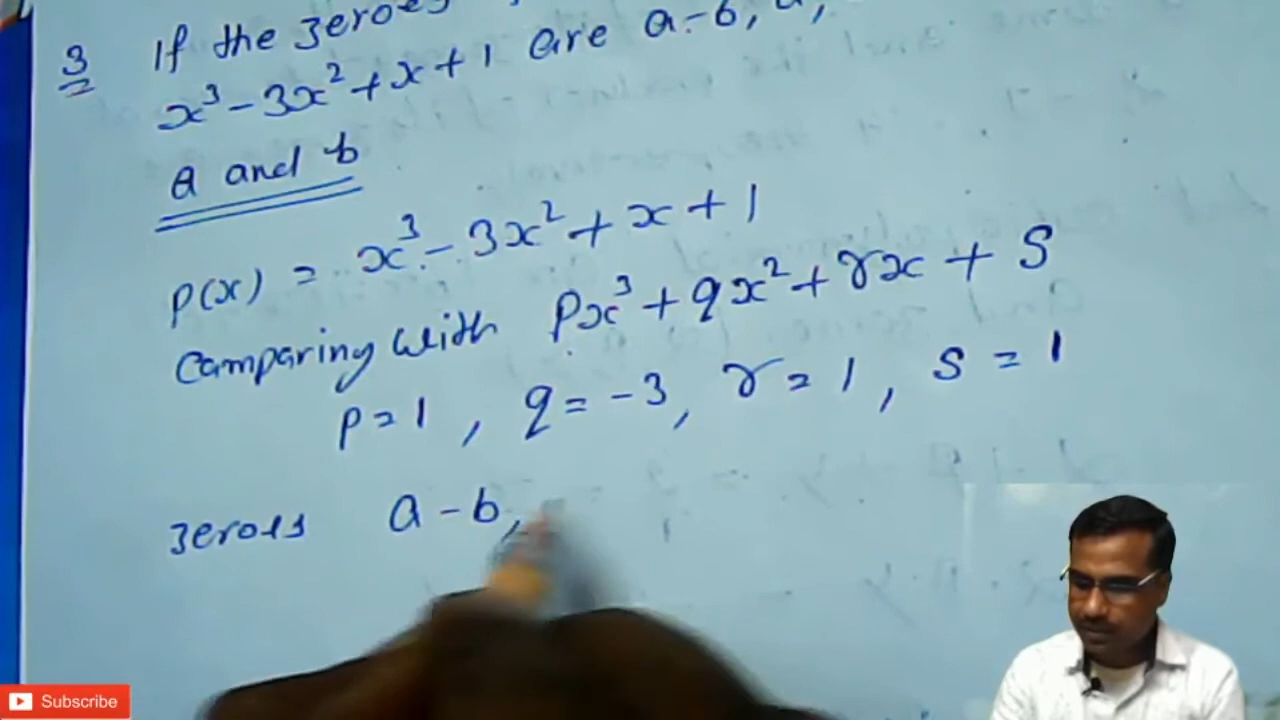 3 If the zeroes
x³ - 3x² + x + 1 are a-b, a,
a and b
p(x) = x³ - 3x² + x + 1
Comparing with px³ + qx² + rx + S
p = 1, q = -3, r = 1, S = 1
zeroes a - b,
Subscribe